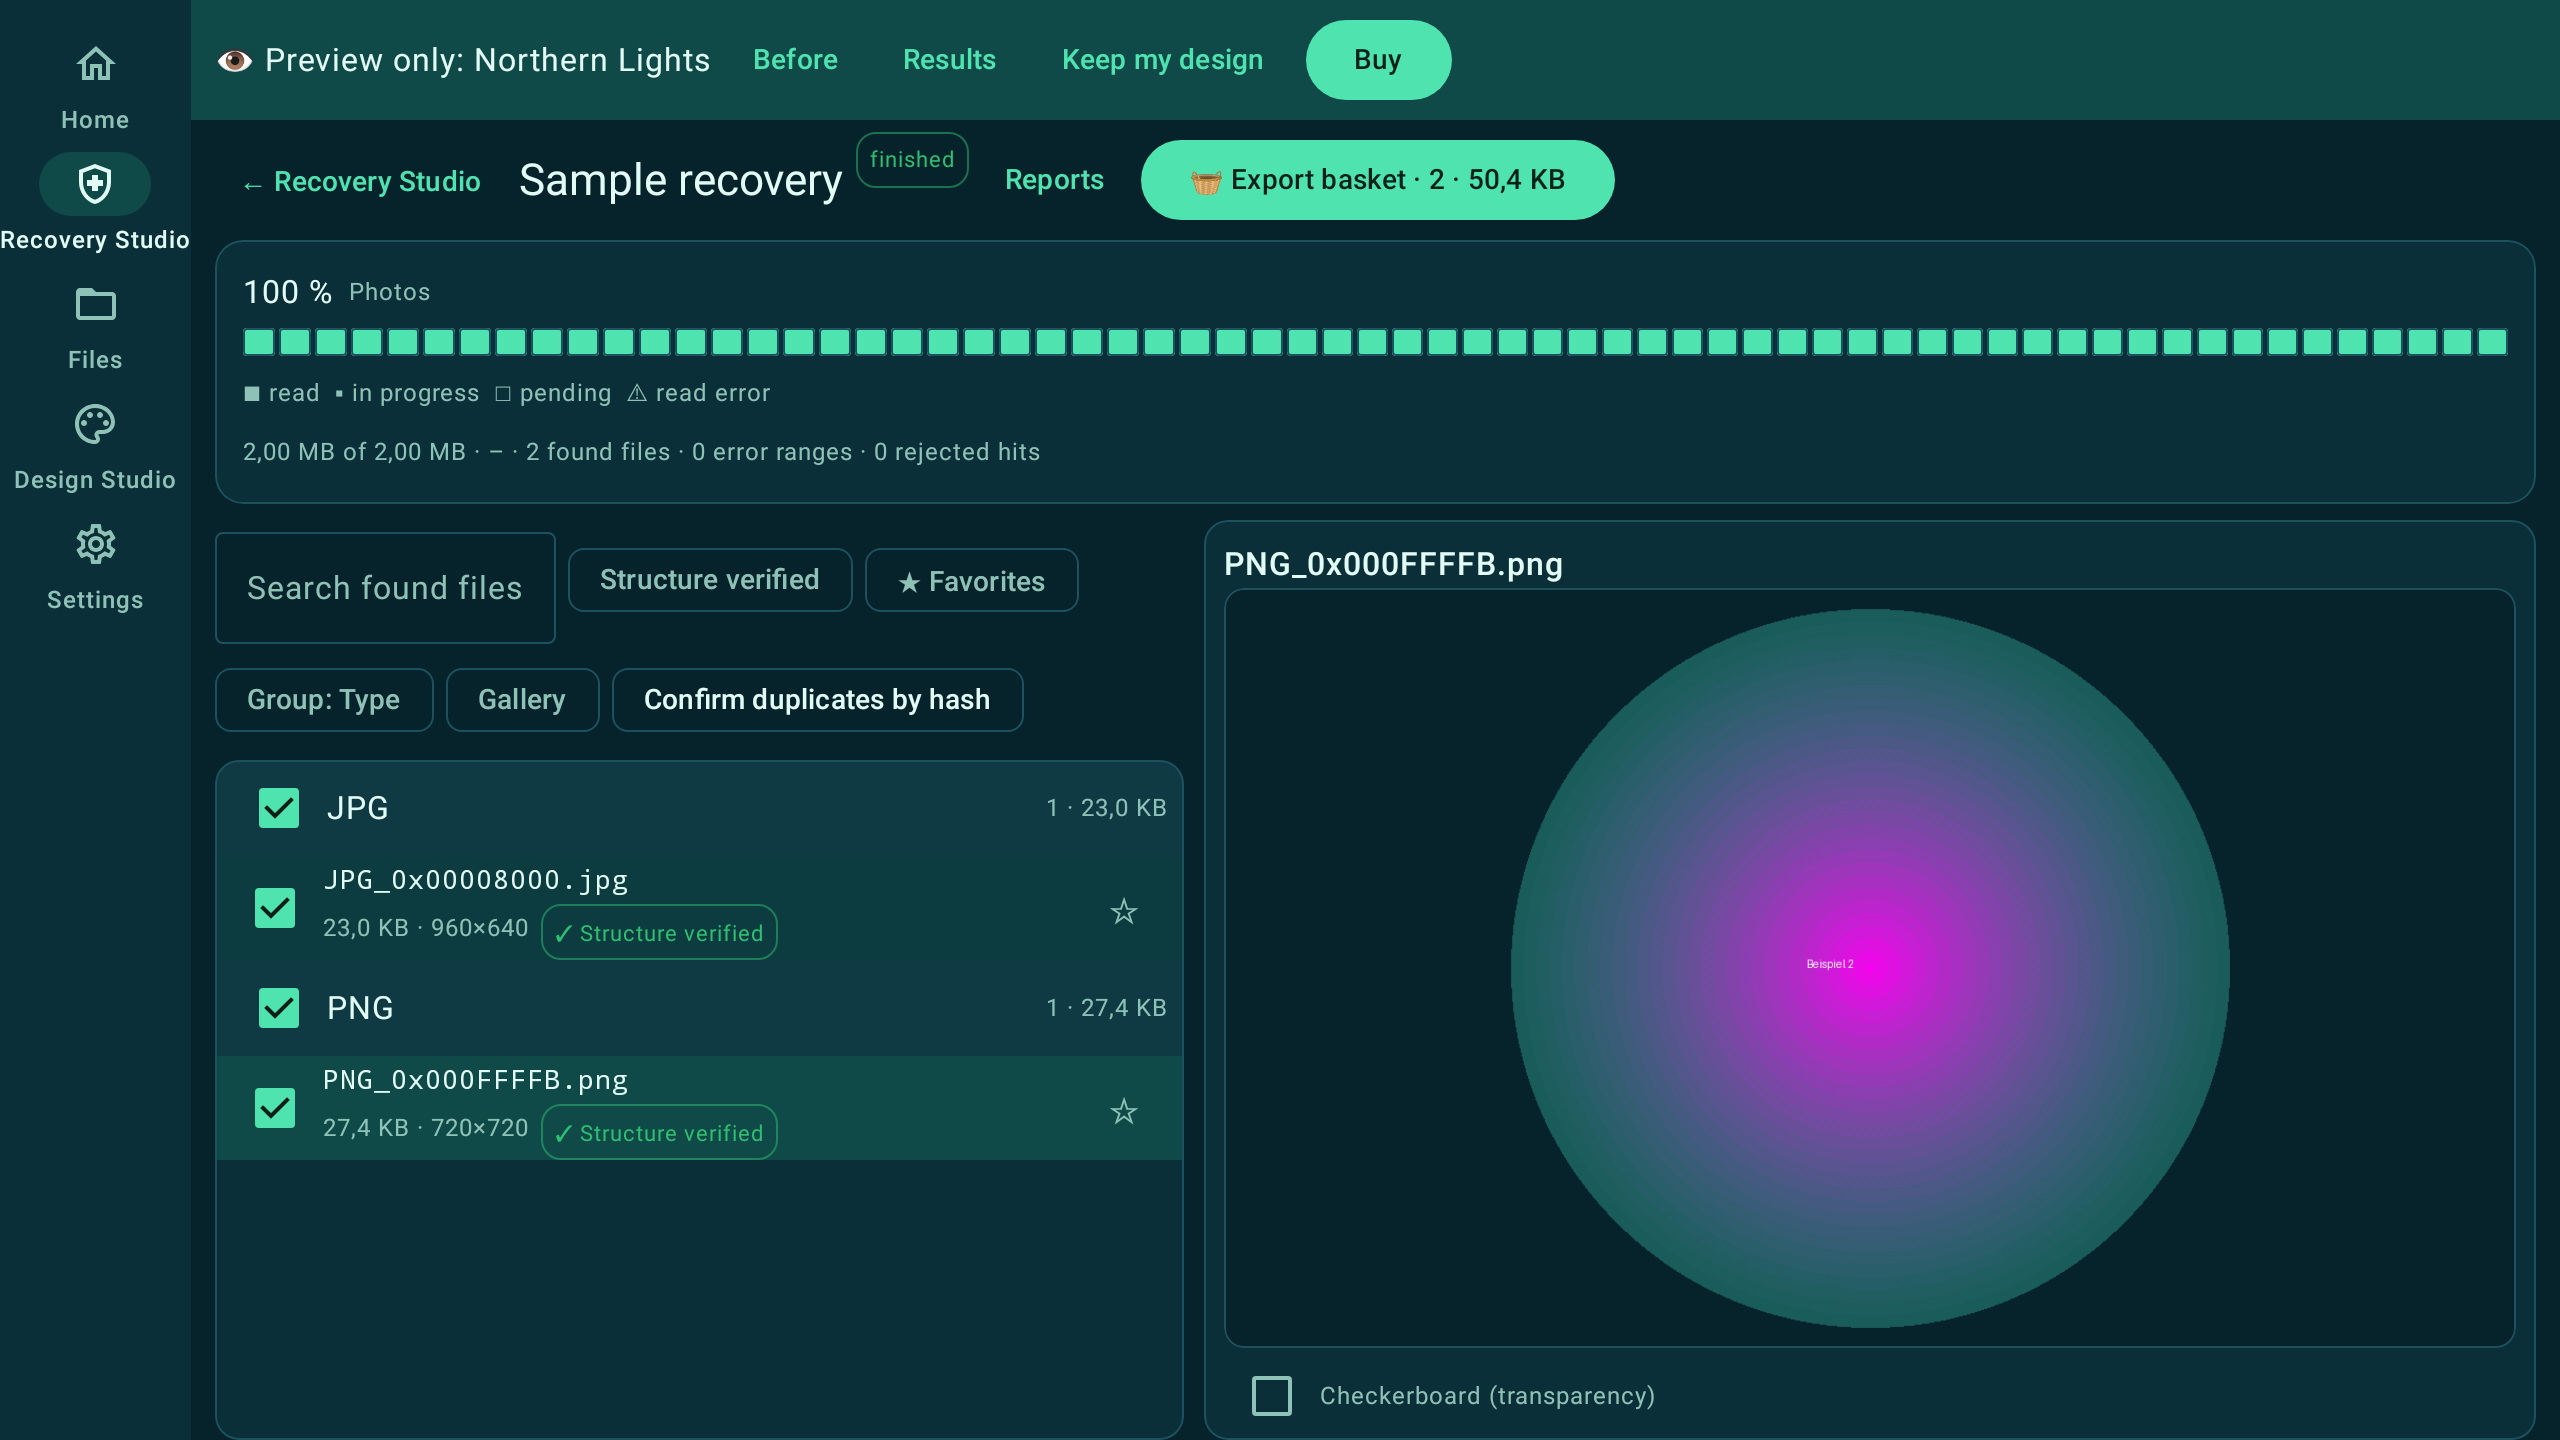 👁 Preview only: Northern Lights Before Results Keep my design Buy
Home
Recovery Studio
Files
Design Studio
Settings
← Recovery Studio Sample recovery finished Reports 🧺 Export basket · 2 · 50,4 KB
100 % Photos
■ read ▪ in progress □ pending ⚠ read error
2,00 MB of 2,00 MB · – · 2 found files · 0 error ranges · 0 rejected hits
Search found files Structure verified ★ Favorites
Group: Type Gallery Confirm duplicates by hash
JPG 1 · 23,0 KB
JPG_0x00008000.jpg
23,0 KB · 960×640 ✓ Structure verified ☆
PNG 1 · 27,4 KB
PNG_0x000FFFFB.png
27,4 KB · 720×720 ✓ Structure verified ☆
PNG_0x000FFFFB.png
Beispiel 2
Checkerboard (transparency)